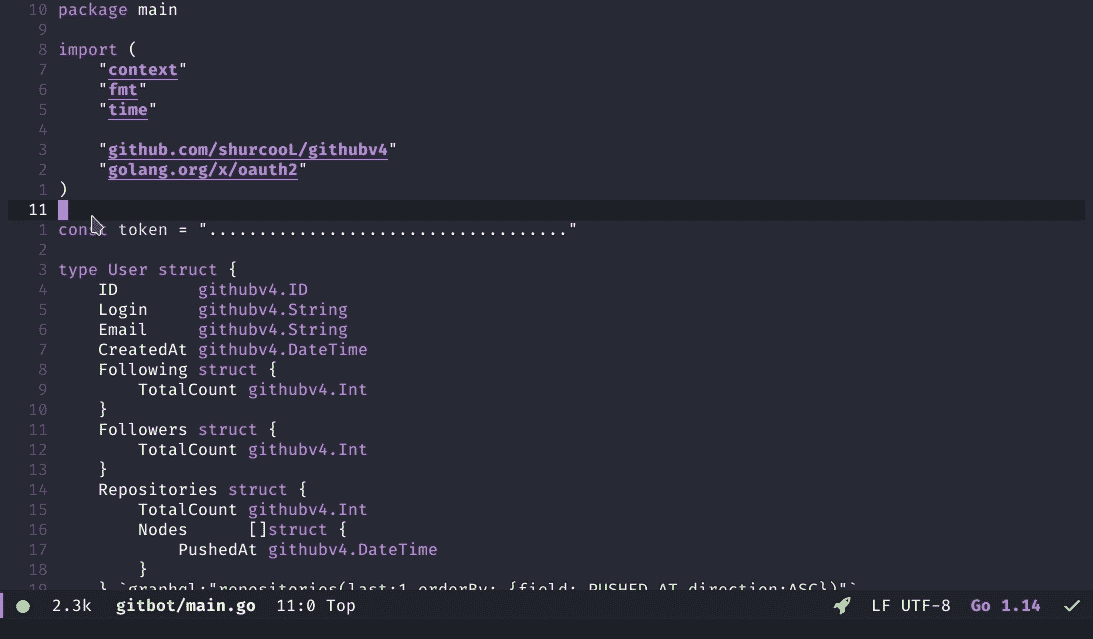 10 package main
9
8 import (
7     "context"
6     "fmt"
5     "time"
4
3     "github.com/shurcooL/githubv4"
2     "golang.org/x/oauth2"
1 )
11
1 const token = "...................................."
2
3 type User struct {
4     ID        githubv4.ID
5     Login     githubv4.String
6     Email     githubv4.String
7     CreatedAt githubv4.DateTime
8     Following struct {
9         TotalCount githubv4.Int
10     }
11     Followers struct {
12         TotalCount githubv4.Int
13     }
14     Repositories struct {
15         TotalCount githubv4.Int
16         Nodes      []struct {
17             PushedAt githubv4.DateTime
18         }
19     } `graphql:"repositories(last:1 orderBy: {field: PUSHED_AT direction:ASC})"`
2.3k gitbot/main.go 11:0 Top LF UTF-8 Go 1.14